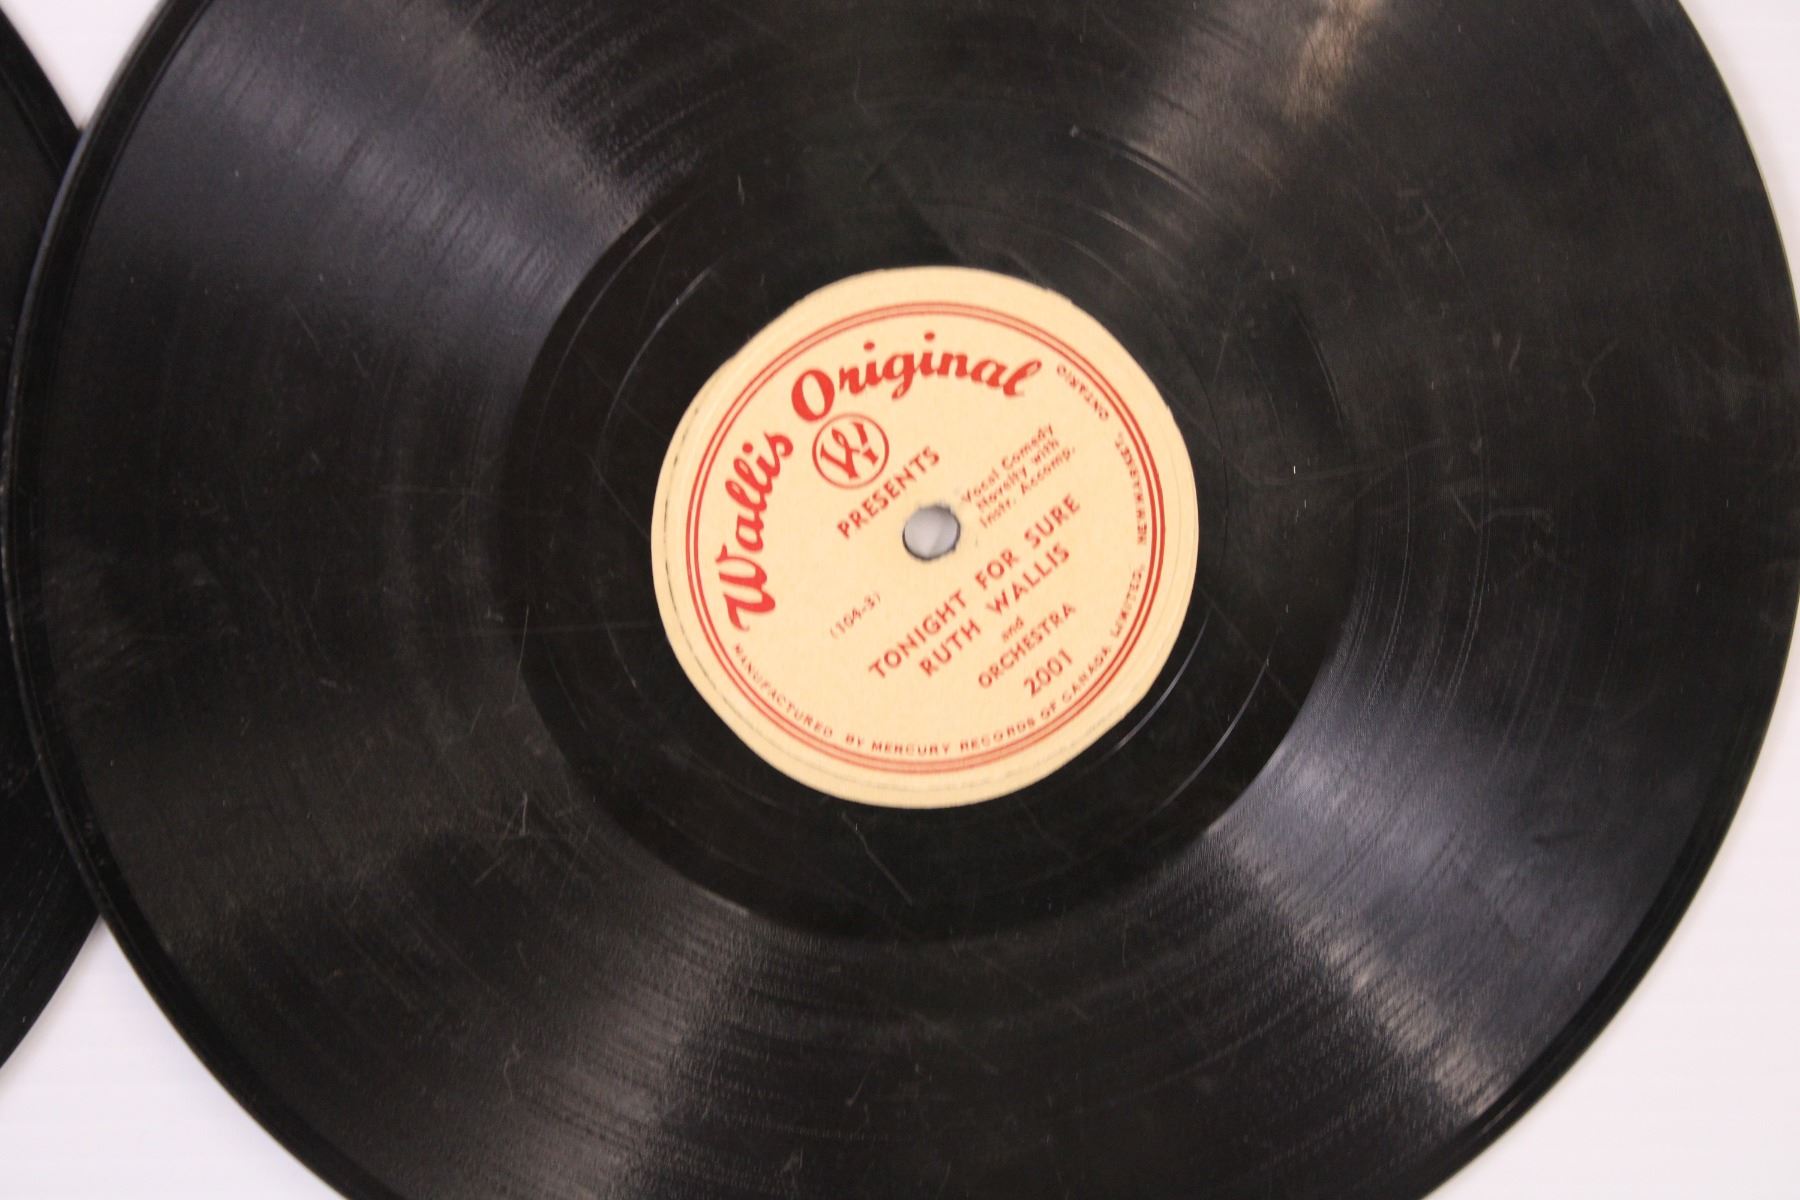 Wallis Original
W
PRESENTS
Vocal Comedy
Novelty with
Instr. Accomp.
(104-3)
TONIGHT FOR SURE
RUTH WALLIS
and
ORCHESTRA
2001
MANUFACTURED BY MERCURY RECORDS OF CANADA LIMITED, NEWMARKET, ONTARIO